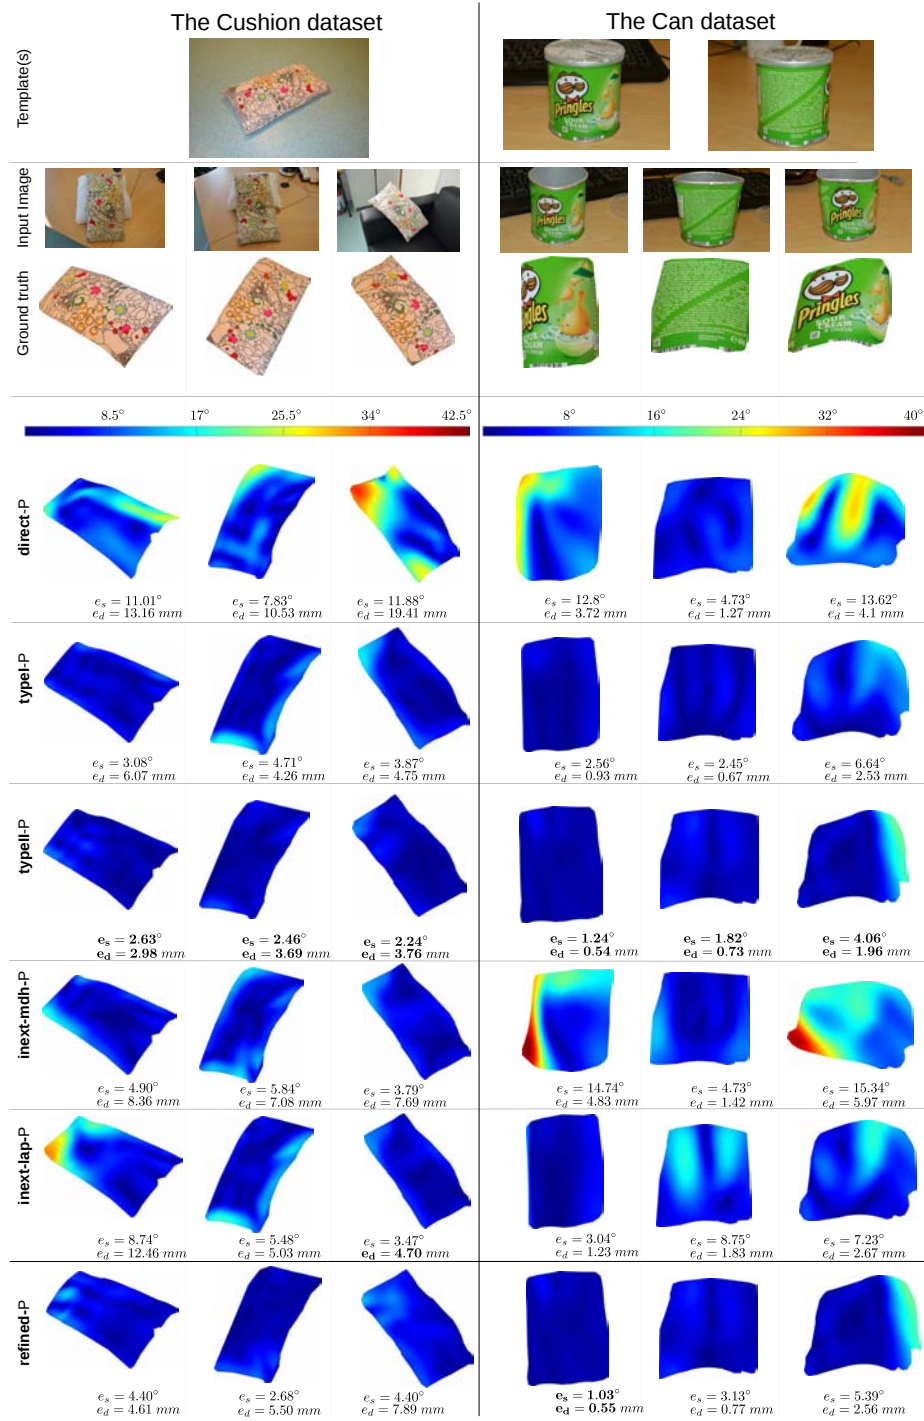 The Cushion dataset
The Can dataset
Template(s)
Pringles
SOUR
CREAM
Input Image
Pringles
Pringles
Ground truth
Pringles
SOUR
CREAM
8.5° 17° 25.5° 34° 42.5°
8° 16° 24° 32° 40°
direct-P
e_s = 11.01° e_s = 7.83° e_s = 11.88° e_s = 12.8° e_s = 4.73° e_s = 13.62°
e_d = 13.16 mm e_d = 10.53 mm e_d = 19.41 mm e_d = 3.72 mm e_d = 1.27 mm e_d = 4.1 mm
typeI-P
e_s = 3.08° e_s = 4.71° e_s = 3.87° e_s = 2.56° e_s = 2.45° e_s = 6.64°
e_d = 6.07 mm e_d = 4.26 mm e_d = 4.75 mm e_d = 0.93 mm e_d = 0.67 mm e_d = 2.53 mm
typeII-P
e_s = 2.63° e_s = 2.46° e_s = 2.24° e_s = 1.24° e_s = 1.82° e_s = 4.06°
e_d = 2.98 mm e_d = 3.69 mm e_d = 3.76 mm e_d = 0.54 mm e_d = 0.73 mm e_d = 1.96 mm
inext-mdh-P
e_s = 4.90° e_s = 5.84° e_s = 3.79° e_s = 14.74° e_s = 4.73° e_s = 15.34°
e_d = 8.36 mm e_d = 7.08 mm e_d = 7.69 mm e_d = 4.83 mm e_d = 1.42 mm e_d = 5.97 mm
inext-lap-P
e_s = 8.74° e_s = 5.48° e_s = 3.47° e_s = 3.04° e_s = 8.75° e_s = 7.23°
e_d = 12.46 mm e_d = 5.03 mm e_d = 4.70 mm e_d = 1.23 mm e_d = 1.83 mm e_d = 2.67 mm
refined-P
e_s = 4.40° e_s = 2.68° e_s = 4.40° e_s = 1.03° e_s = 3.13° e_s = 5.39°
e_d = 4.61 mm e_d = 5.50 mm e_d = 7.89 mm e_d = 0.55 mm e_d = 0.77 mm e_d = 2.56 mm